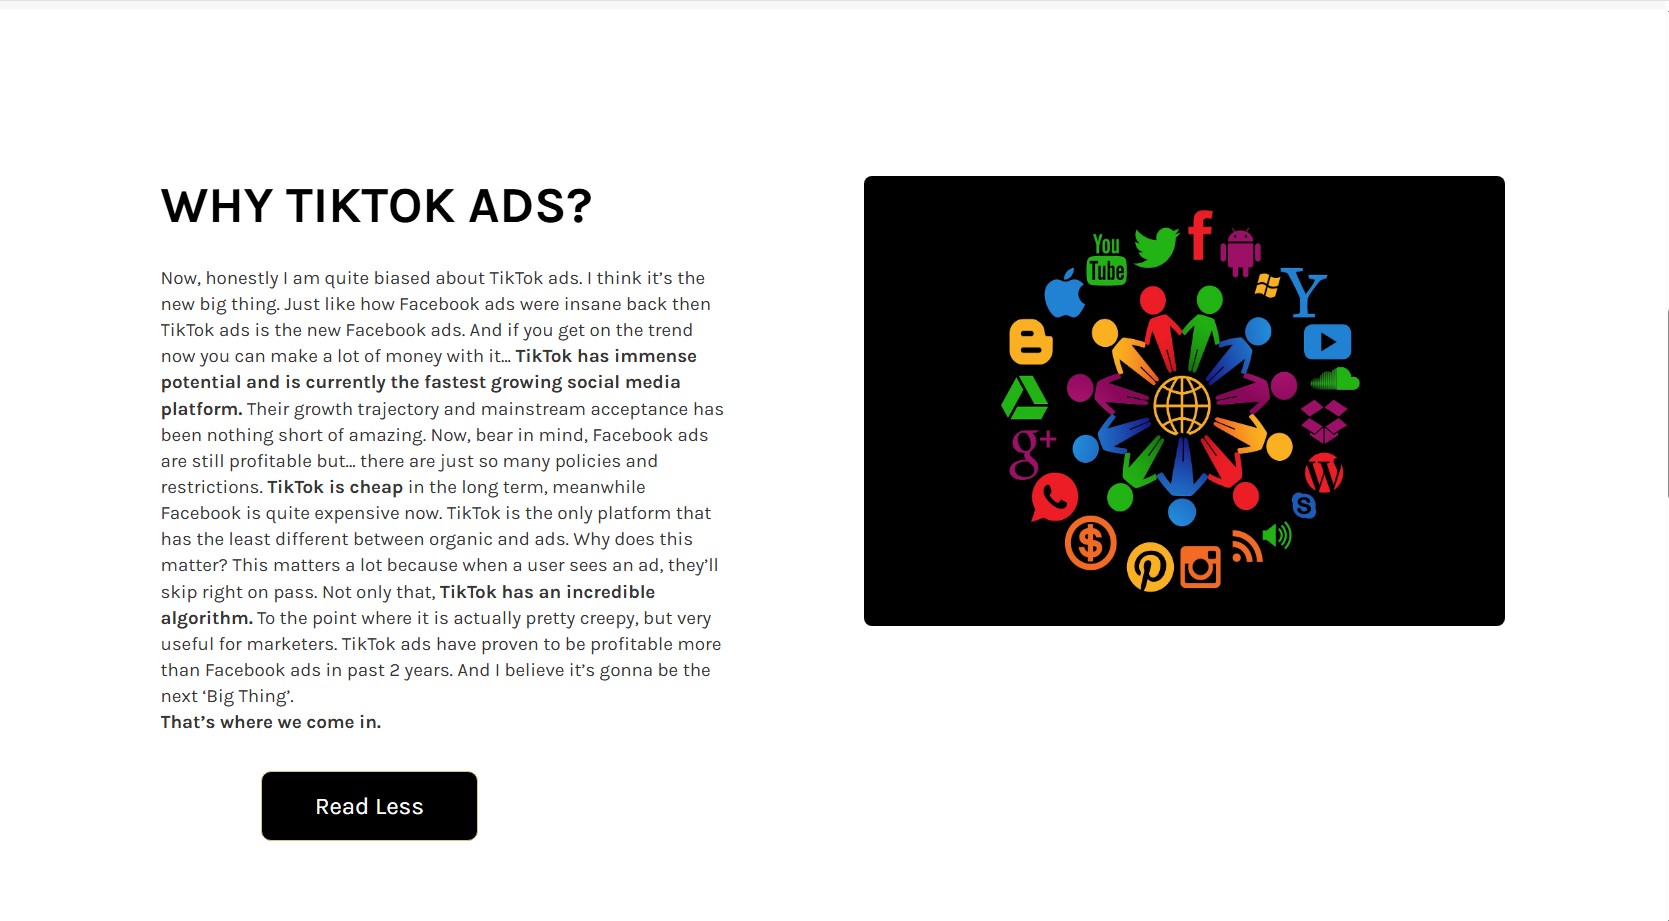 WHY TIKTOK ADS?
Now, honestly I am quite biased about TikTok ads. I think it’s the
new big thing. Just like how Facebook ads were insane back then
TikTok ads is the new Facebook ads. And if you get on the trend
now you can make a lot of money with it... TikTok has immense
potential and is currently the fastest growing social media
platform. Their growth trajectory and mainstream acceptance has
been nothing short of amazing. Now, bear in mind, Facebook ads
are still profitable but... there are just so many policies and
restrictions. TikTok is cheap in the long term, meanwhile
Facebook is quite expensive now. TikTok is the only platform that
has the least different between organic and ads. Why does this
matter? This matters a lot because when a user sees an ad, they’ll
skip right on pass. Not only that, TikTok has an incredible
algorithm. To the point where it is actually pretty creepy, but very
useful for marketers. TikTok ads have proven to be profitable more
than Facebook ads in past 2 years. And I believe it’s gonna be the
next ‘Big Thing’.
That’s where we come in.
Read Less
You
Tube
f
Y
g+
$
S